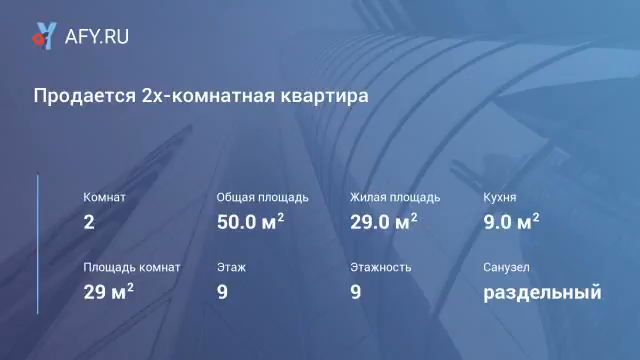 AFY.RU
Продается 2х-комнатная квартира
Комнат
2
Общая площадь
50.0 м²
Жилая площадь
29.0 м²
Кухня
9.0 м²
Площадь комнат
29 м²
Этаж
9
Этажность
9
Санузел
раздельный